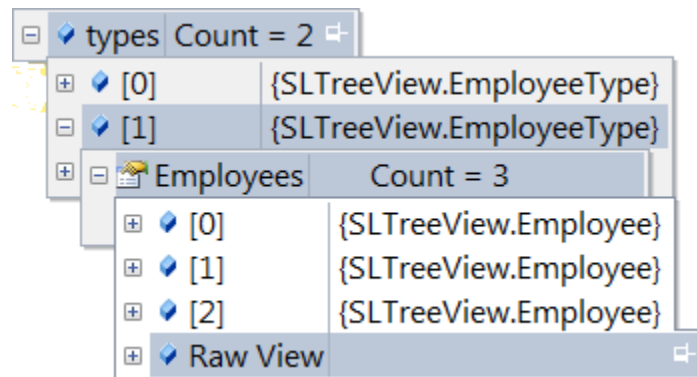 types Count = 2
[0] {SLTreeView.EmployeeType}
[1] {SLTreeView.EmployeeType}
Employees Count = 3
[0] {SLTreeView.Employee}
[1] {SLTreeView.Employee}
[2] {SLTreeView.Employee}
Raw View